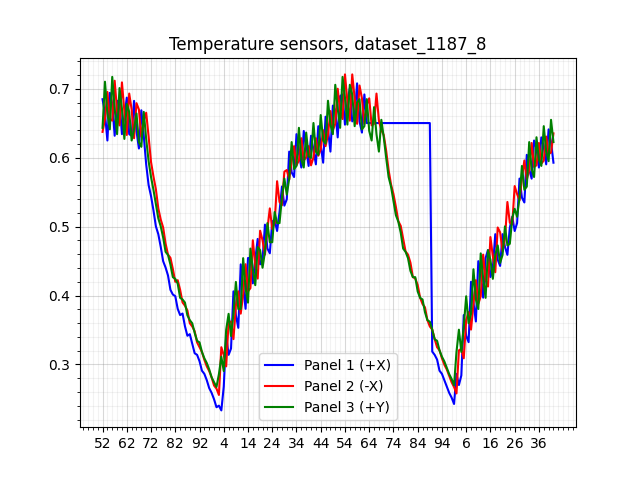 Temperature sensors, dataset_1187_8
0.7
0.6
0.5
0.4
0.3
Panel 1 (+X)
Panel 2 (-X)
Panel 3 (+Y)
52 62 72 82 92 4 14 24 34 44 54 64 74 84 94 6 16 26 36